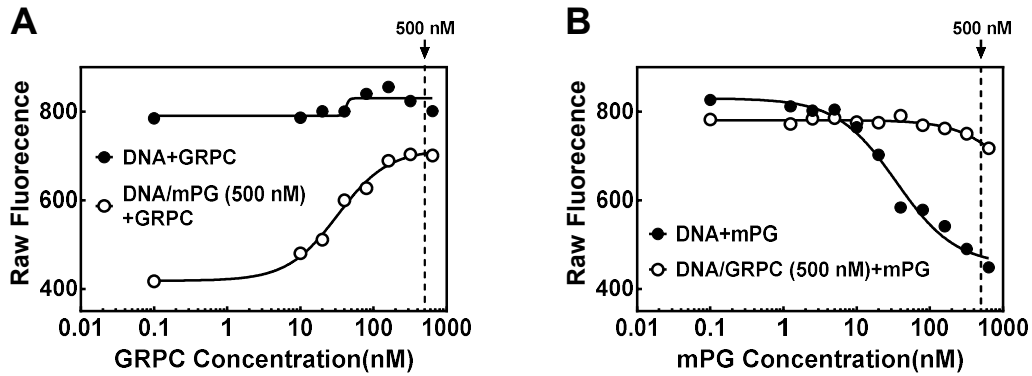 A
500 nM
Raw Fluorecence
800
600
400
DNA+GRPC
DNA/mPG (500 nM)
+GRPC
0.01 0.1 1 10 100 1000
GRPC Concentration(nM)
B
500 nM
Raw Fluorecence
800
600
400
DNA+mPG
DNA/GRPC (500 nM)+mPG
0.01 0.1 1 10 100 1000
mPG Concentration(nM)